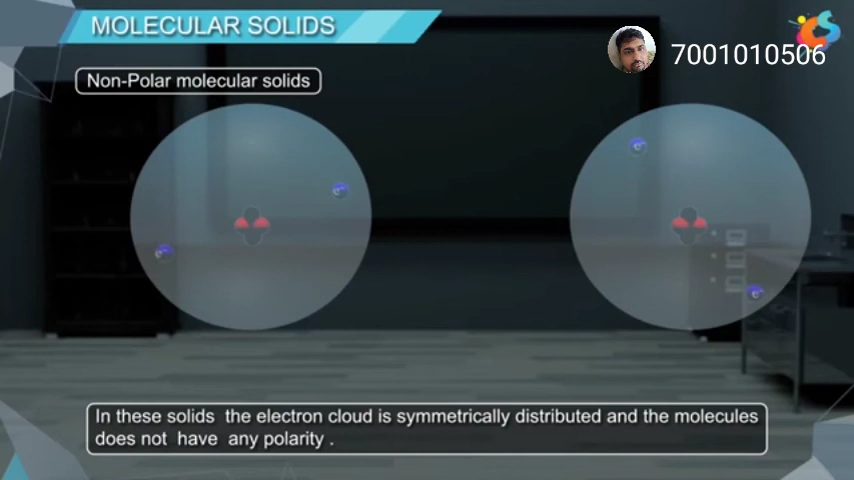 MOLECULAR SOLIDS
7001010506
Non-Polar molecular solids
In these solids the electron cloud is symmetrically distributed and the molecules
does not have any polarity .